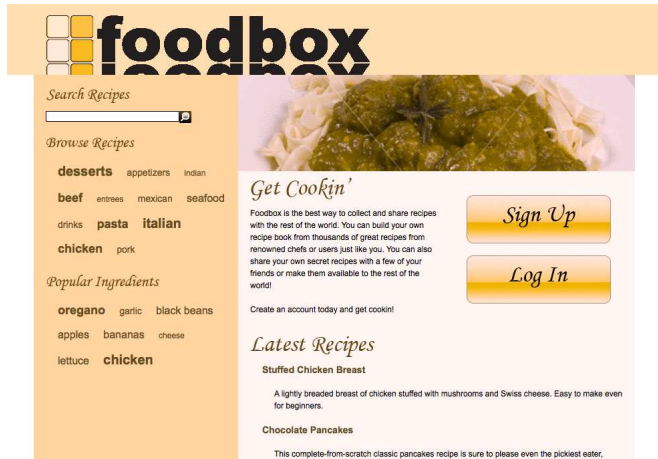 foodbox
Search Recipes
Browse Recipes
desserts appetizers indian
beef entrees mexican seafood
drinks pasta italian
chicken pork
Popular Ingredients
oregano garlic black beans
apples bananas cheese
lettuce chicken
Get Cookin'
Foodbox is the best way to collect and share recipes
with the rest of the world. You can build your own
recipe book from thousands of great recipes from
renowned chefs or users just like you. You can also
share your own secret recipes with a few of your
friends or make them available to the rest of the
world!
Create an account today and get cookin!
Sign Up
Log In
Latest Recipes
Stuffed Chicken Breast
A lightly breaded breast of chicken stuffed with mushrooms and Swiss cheese. Easy to make even
for beginners.
Chocolate Pancakes
This complete-from-scratch classic pancakes recipe is sure to please even the pickiest eater,